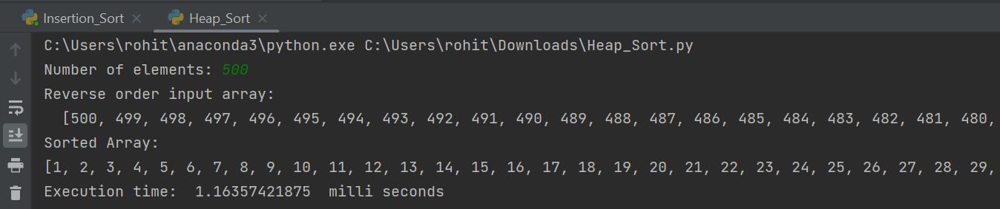 Insertion_Sort Heap_Sort
C:\Users\rohit\anaconda3\python.exe C:\Users\rohit\Downloads\Heap_Sort.py
Number of elements: 500
Reverse order input array:
[500, 499, 498, 497, 496, 495, 494, 493, 492, 491, 490, 489, 488, 487, 486, 485, 484, 483, 482, 481, 480,
Sorted Array:
[1, 2, 3, 4, 5, 6, 7, 8, 9, 10, 11, 12, 13, 14, 15, 16, 17, 18, 19, 20, 21, 22, 23, 24, 25, 26, 27, 28, 29,
Execution time:  1.16357421875  milli seconds